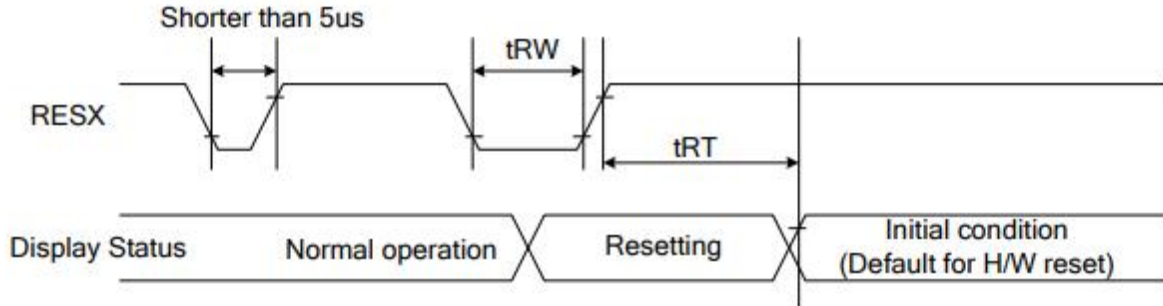 Shorter than 5us
tRW
RESX
tRT
Display Status
Normal operation
Resetting
Initial condition
(Default for H/W reset)